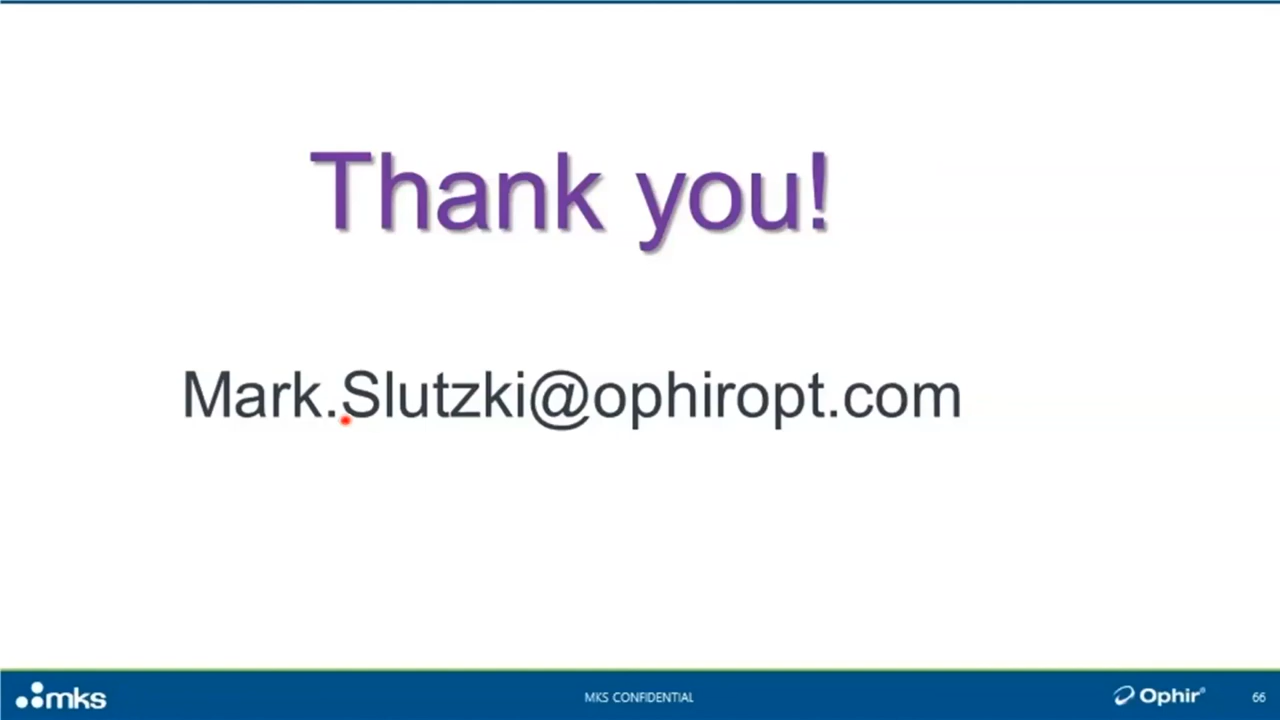 Thank you!
Mark.Slutzki@ophiropt.com
mks
MKS CONFIDENTIAL
Ophir®
66